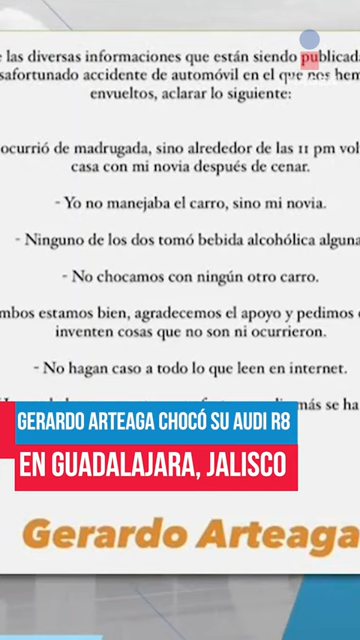 e las diversas informaciones que están siendo publicada
safortunado accidente de automóvil en el que nos hem
envueltos, aclarar lo siguiente:
ocurrió de madrugada, sino alrededor de las 11 pm vol
casa con mi novia después de cenar.
- Yo no manejaba el carro, sino mi novia.
- Ninguno de los dos tomó bebida alcohólica alguna
- No chocamos con ningún otro carro.
mbos estamos bien, agradecemos el apoyo y pedimos
inventen cosas que no son ni ocurrieron.
- No hagan caso a todo lo que leen en internet.
más se ha
GERARDO ARTEAGA CHOCÓ SU AUDI R8
EN GUADALAJARA, JALISCO
Gerardo Arteaga